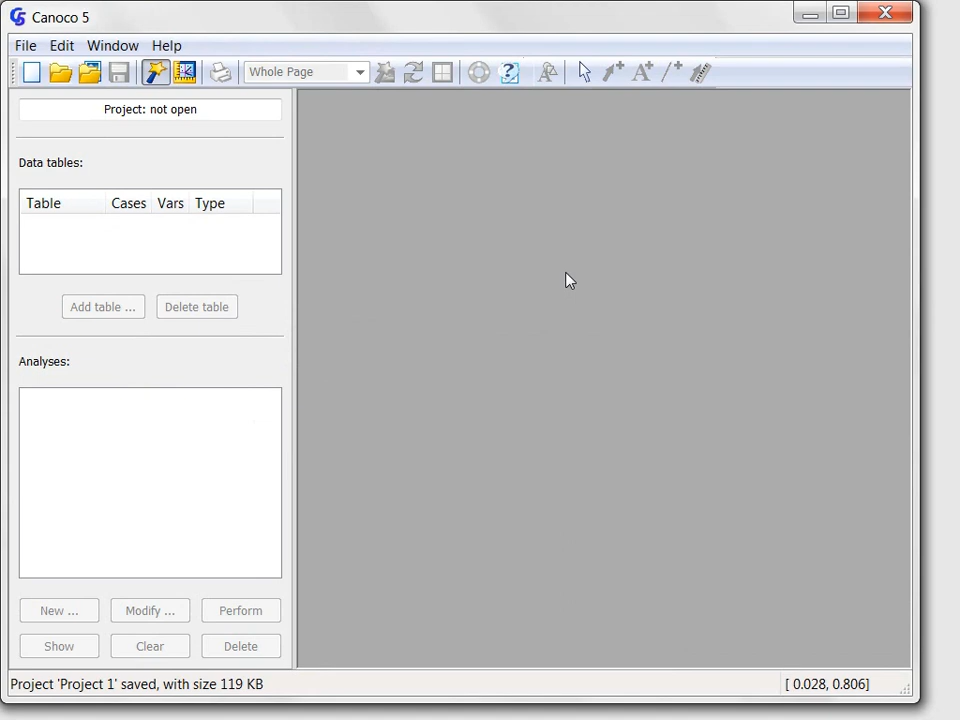 Canoco 5
File Edit Window Help
Whole Page
Project: not open
Data tables:
Table Cases Vars Type
Add table ... Delete table
Analyses:
New ... Modify ... Perform
Show Clear Delete
Project 'Project 1' saved, with size 119 KB [ 0.028, 0.806]